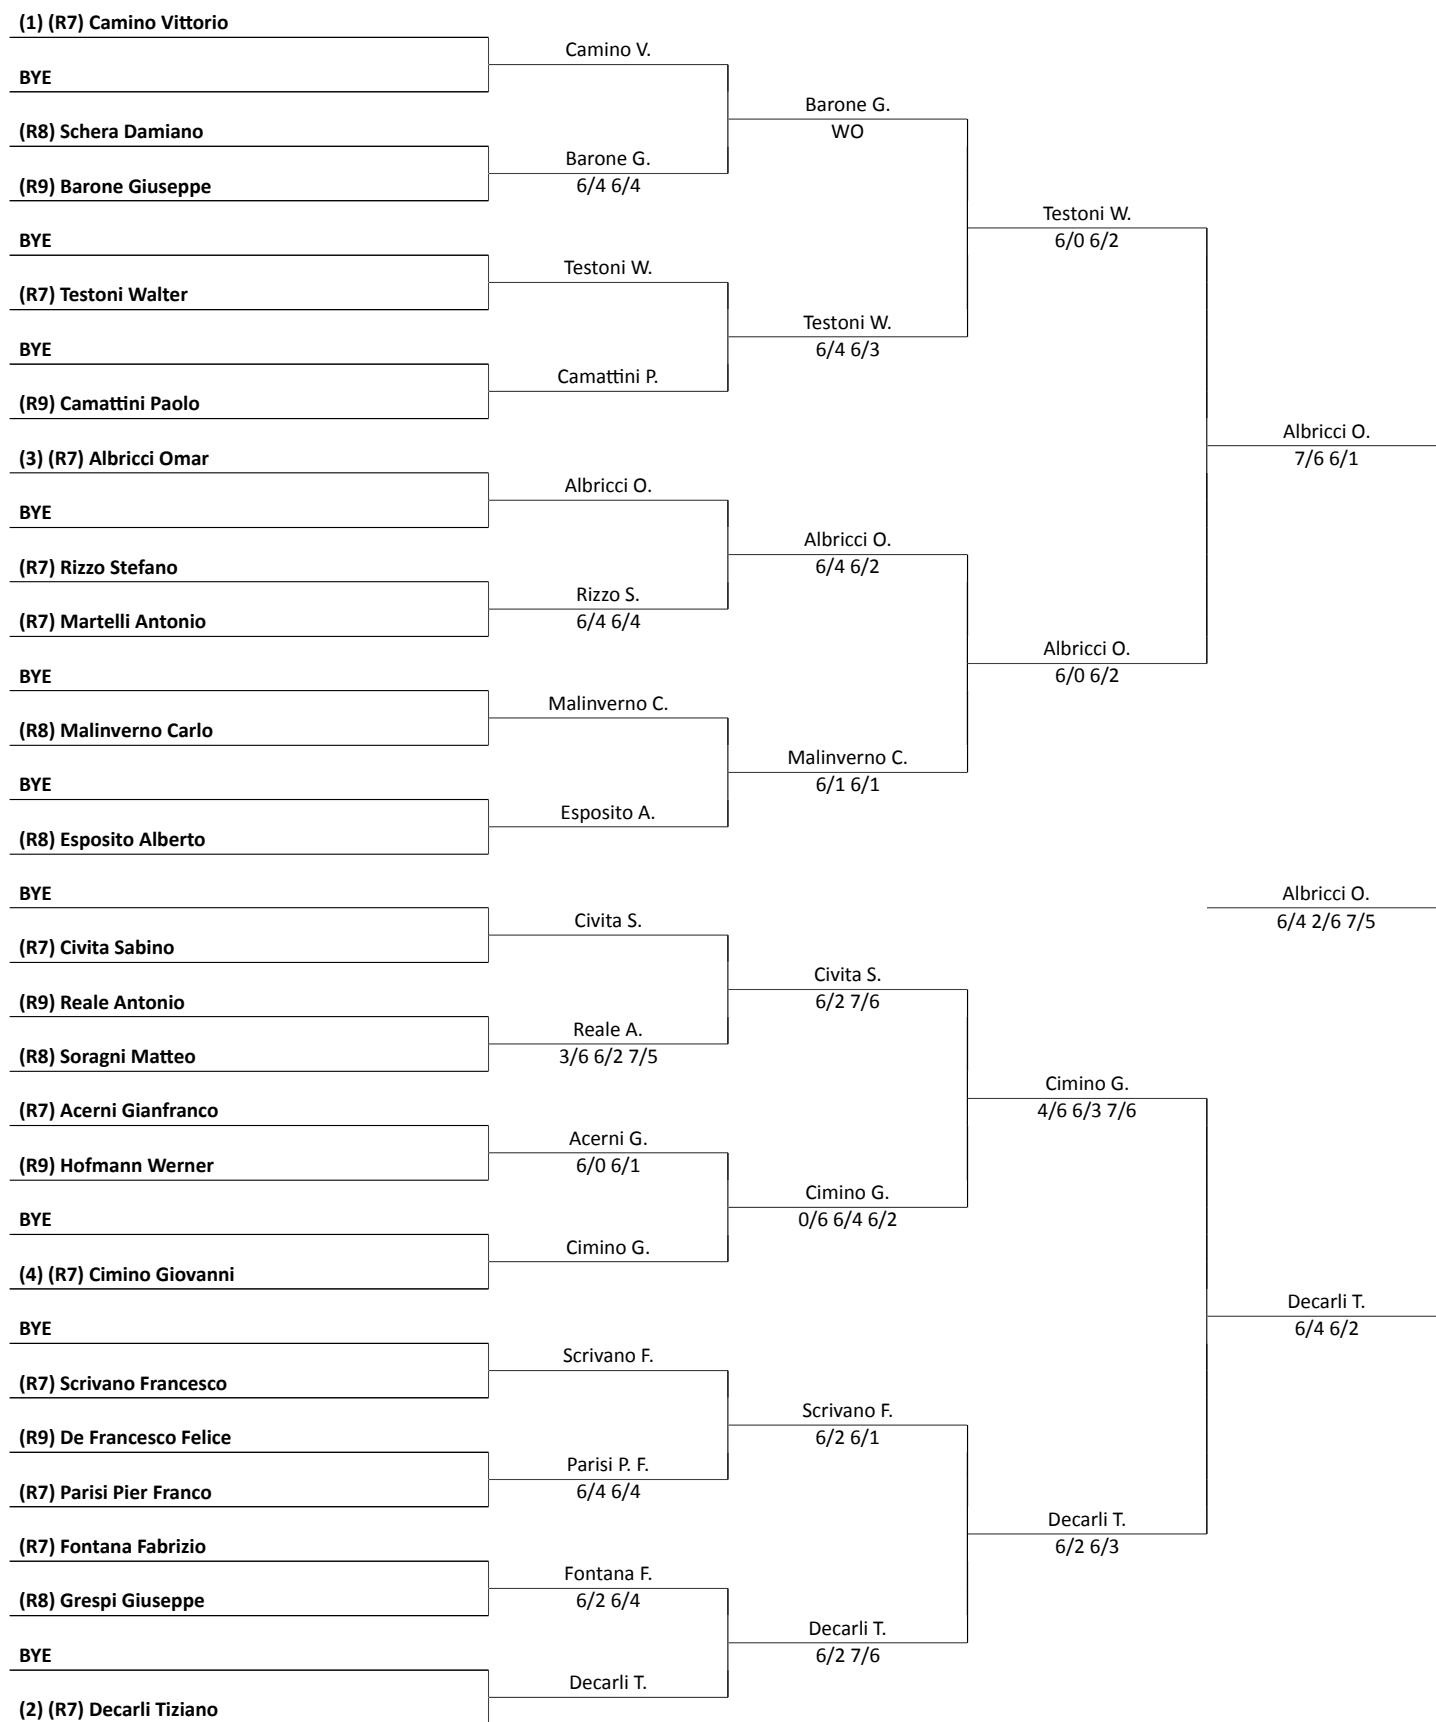 (1) (R7) Camino Vittorio
BYE
(R8) Schera Damiano
(R9) Barone Giuseppe
BYE
(R7) Testoni Walter
BYE
(R9) Camattini Paolo
(3) (R7) Albricci Omar
BYE
(R7) Rizzo Stefano
(R7) Martelli Antonio
BYE
(R8) Malinverno Carlo
BYE
(R8) Esposito Alberto
BYE
(R7) Civita Sabino
(R9) Reale Antonio
(R8) Soragni Matteo
(R7) Acerni Gianfranco
(R9) Hofmann Werner
BYE
(4) (R7) Cimino Giovanni
BYE
(R7) Scrivano Francesco
(R9) De Francesco Felice
(R7) Parisi Pier Franco
(R7) Fontana Fabrizio
(R8) Grespi Giuseppe
BYE
(2) (R7) Decarli Tiziano
Camino V.
Barone G.
6/4 6/4
Testoni W.
Camattini P.
Albricci O.
Rizzo S.
6/4 6/4
Malinverno C.
Esposito A.
Civita S.
Reale A.
3/6 6/2 7/5
Acerni G.
6/0 6/1
Cimino G.
Scrivano F.
Parisi P. F.
6/4 6/4
Fontana F.
6/2 6/4
Decarli T.
Barone G.
WO
Testoni W.
6/4 6/3
Albricci O.
6/4 6/2
Malinverno C.
6/1 6/1
Civita S.
6/2 7/6
Cimino G.
0/6 6/4 6/2
Scrivano F.
6/2 6/1
Decarli T.
6/2 7/6
Testoni W.
6/0 6/2
Albricci O.
6/0 6/2
Cimino G.
4/6 6/3 7/6
Decarli T.
6/2 6/3
Albricci O.
7/6 6/1
Albricci O.
6/4 2/6 7/5
Decarli T.
6/4 6/2